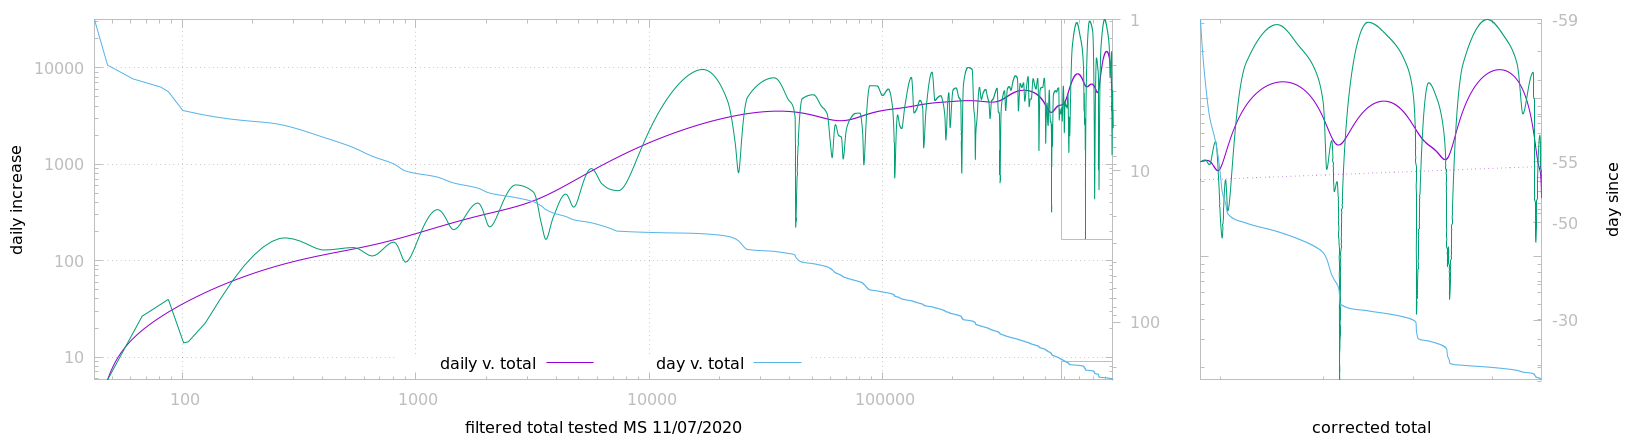 10000
1000
100
10
daily increase
daily v. total
day v. total
100
1000
10000
100000
filtered total tested MS 11/07/2020
1
10
100
-59
-55
-50
-30
day since
corrected total